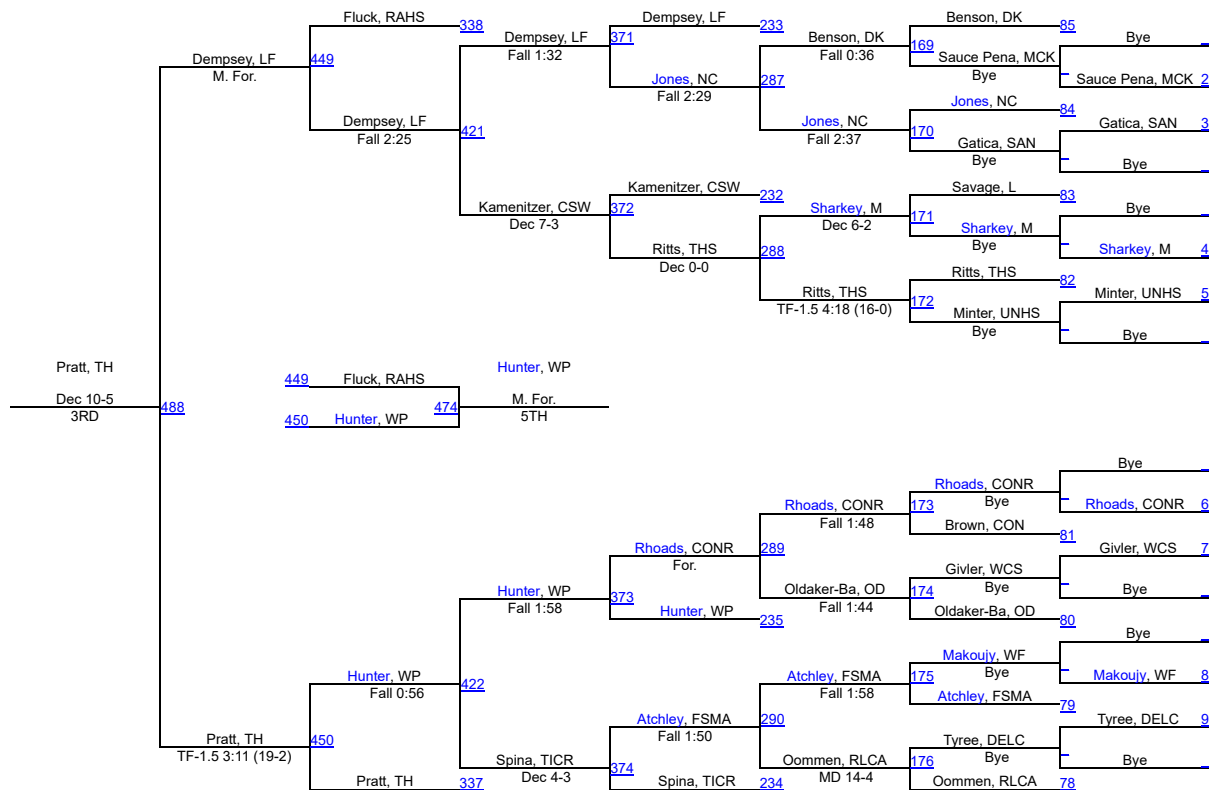 Fluck, RAHS
338
Dempsey, LF
233
Benson, DK
85
Dempsey, LF
371
Benson, DK
Bye
Fall 1:32
Fall 0:36
169
Sauce Pena, MCK
Dempsey, LF
449
Bye
M. For.
Jones, NC
287
Sauce Pena, MCK 2
Fall 2:29
Jones, NC
84
Dempsey, LF
421
Jones, NC
170
Gatica, SAN 3
Fall 2:25
Fall 2:37
Gatica, SAN
Bye
Bye
Kamenitzer, CSW
232
Savage, L
83
Kamenitzer, CSW
372
Sharkey, M
171
Bye
Dec 7-3
Dec 6-2
Sharkey, M
Bye
Ritts, THS
288
Sharkey, M 4
Dec 0-0
Ritts, THS
82
Ritts, THS
172
Minter, UNHS 5
TF-1.5 4:18 (16-0)
Minter, UNHS
Bye
Bye
Pratt, TH
Hunter, WP
449
Fluck, RAHS
Dec 10-5
488
474
M. For.
3RD
5TH
450
Hunter, WP
Bye
Rhoads, CONR
Bye
Rhoads, CONR
173
Rhoads, CONR 6
Fall 1:48
Brown, CON
81
Rhoads, CONR
289
Givler, WCS 7
For.
Givler, WCS
Hunter, WP
373
Oldaker-Ba, OD
174
Bye
Bye
Fall 1:58
Fall 1:44
Hunter, WP
235
Oldaker-Ba, OD
80
Bye
Makoujy, WF
Bye
Hunter, WP
422
Atchley, FSMA
175
Makoujy, WF 8
Fall 0:56
Fall 1:58
Atchley, FSMA
79
Atchley, FSMA
290
Tyree, DELC 9
Fall 1:50
Pratt, TH
450
Tyree, DELC
TF-1.5 3:11 (19-2)
Bye
Spina, TICR
374
Oommen, RLCA
176
Bye
Dec 4-3
MD 14-4
Pratt, TH
337
Spina, TICR
234
Oommen, RLCA
78